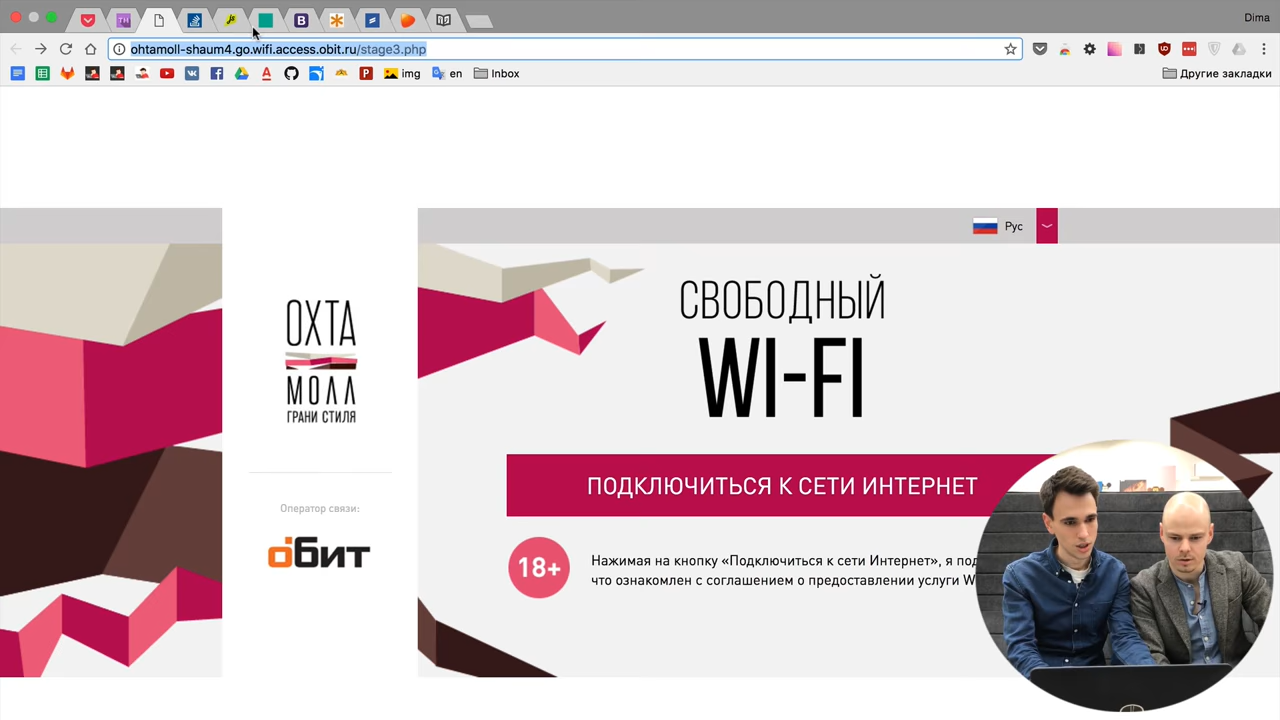 Dima
ohtamoll-shaum4.go.wifi.access.obit.ru/stage3.php
img
en
Inbox
Другие закладки
Рус
ОХТА
МОЛЛ
ГРАНИ СТИЛЯ
Оператор связи:
обит
СВОБОДНЫЙ
WI-FI
ПОДКЛЮЧИТЬСЯ К СЕТИ ИНТЕРНЕТ
18+
Нажимая на кнопку «Подключиться к сети Интернет», я под
что ознакомлен с соглашением о предоставлении услуги W